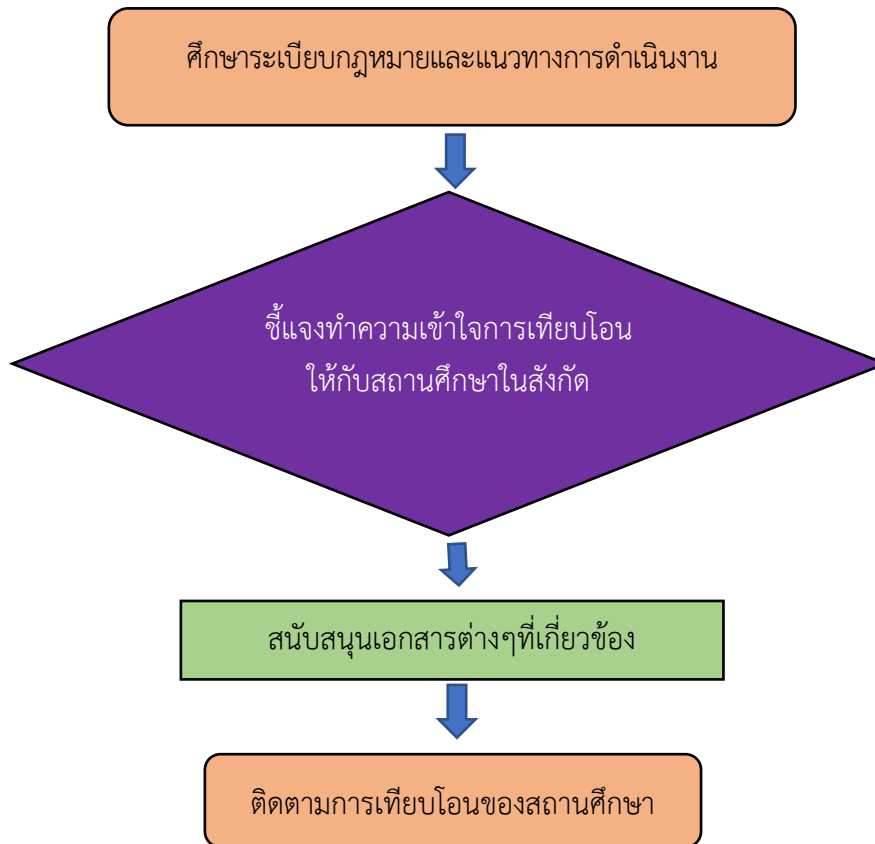 ศึกษาระเบียบกฎหมายและแนวทางการดำเนินงาน
ชี้แจงทำความเข้าใจการเทียบโอน
ให้กับสถานศึกษาในสังกัด
สนับสนุนเอกสารต่างๆที่เกี่ยวข้อง
ติดตามการเทียบโอนของสถานศึกษา